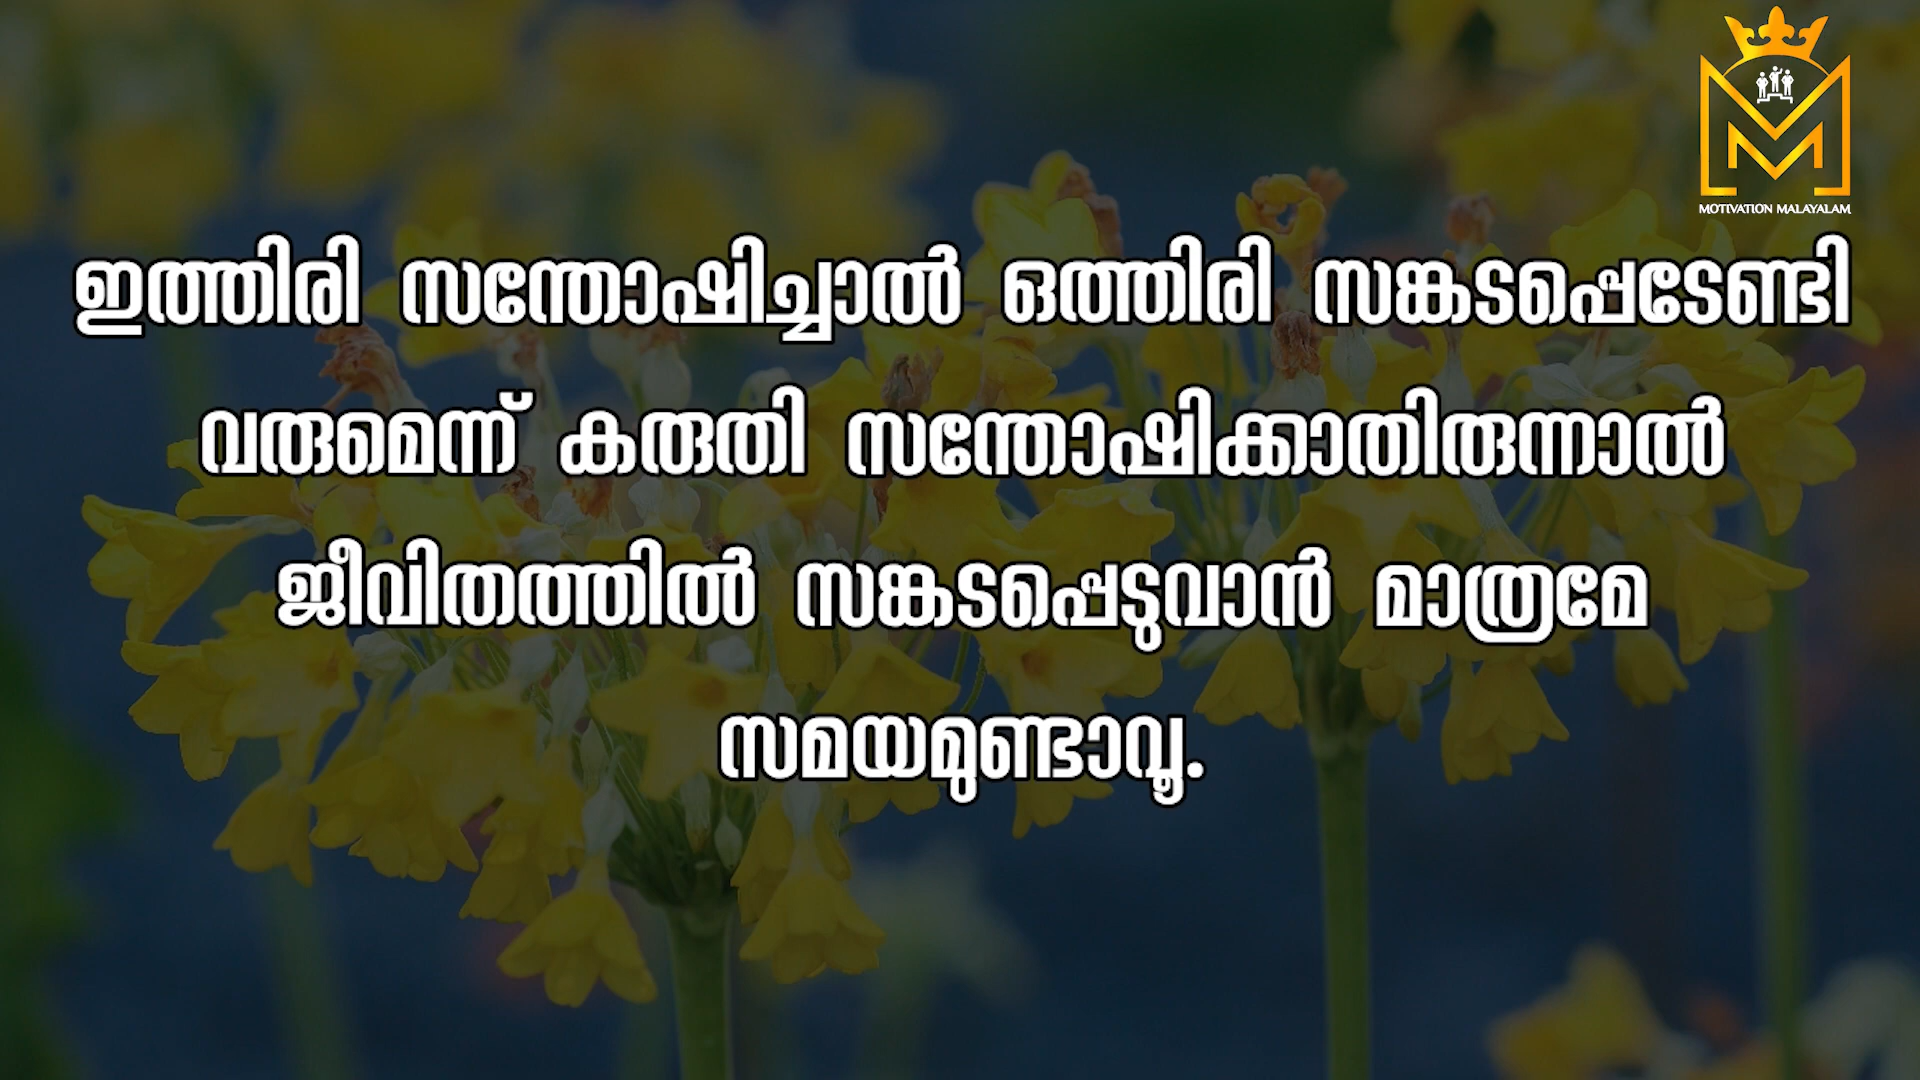 MOTIVATION MALAYALAM
ഇത്തിരി സന്തോഷിച്ചാൽ ഒത്തിരി സങ്കടപ്പെടേണ്ടി
വരുമെന്ന് കരുതി സന്തോഷിക്കാതിരുന്നാൽ
ജീവിതത്തിൽ സങ്കടപ്പെടുവാൻ മാത്രമേ
സമയമുണ്ടാവൂ.